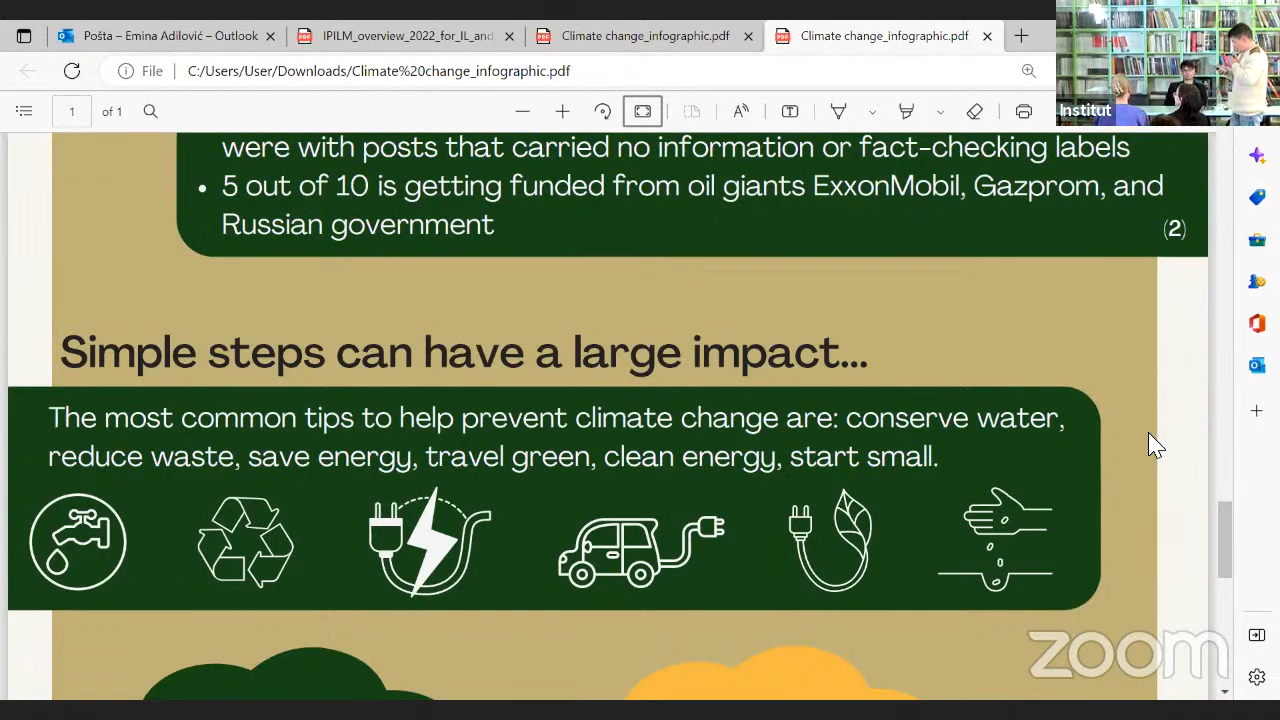 Pošta – Emina Adilović – Outlook
IPILM_overview_2022_for_IL_and
Climate change_infographic.pdf
Climate change_infographic.pdf
File
C:/Users/User/Downloads/Climate%20change_infographic.pdf
1 of 1
Institut
were with posts that carried no information or fact-checking labels
• 5 out of 10 is getting funded from oil giants ExxonMobil, Gazprom, and
Russian government
(2)
Simple steps can have a large impact...
The most common tips to help prevent climate change are: conserve water,
reduce waste, save energy, travel green, clean energy, start small.
zoom